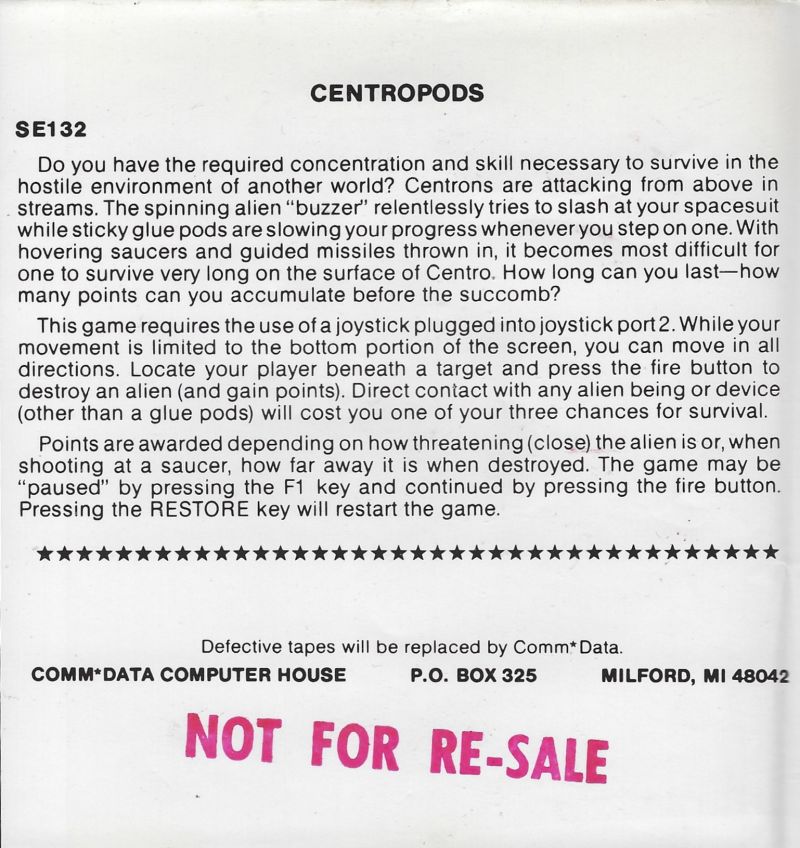 CENTROPODS
SE132
Do you have the required concentration and skill necessary to survive in the
hostile environment of another world? Centrons are attacking from above in
streams. The spinning alien "buzzer" relentlessly tries to slash at your spacesuit
while sticky glue pods are slowing your progress whenever you step on one. With
hovering saucers and guided missiles thrown in, it becomes most difficult for
one to survive very long on the surface of Centro. How long can you last—how
many points can you accumulate before the succomb?
This game requires the use of a joystick plugged into joystick port 2. While your
movement is limited to the bottom portion of the screen, you can move in all
directions. Locate your player beneath a target and press the fire button to
destroy an alien (and gain points). Direct contact with any alien being or device
(other than a glue pods) will cost you one of your three chances for survival.
Points are awarded depending on how threatening (close) the alien is or, when
shooting at a saucer, how far away it is when destroyed. The game may be
"paused" by pressing the F1 key and continued by pressing the fire button.
Pressing the RESTORE key will restart the game.
★★★★★★★★★★★★★★★★★★★★★★★★★★★★★★★★★★★★★★
Defective tapes will be replaced by Comm*Data.
COMM*DATA COMPUTER HOUSE P.O. BOX 325 MILFORD, MI 48042
NOT FOR RE-SALE